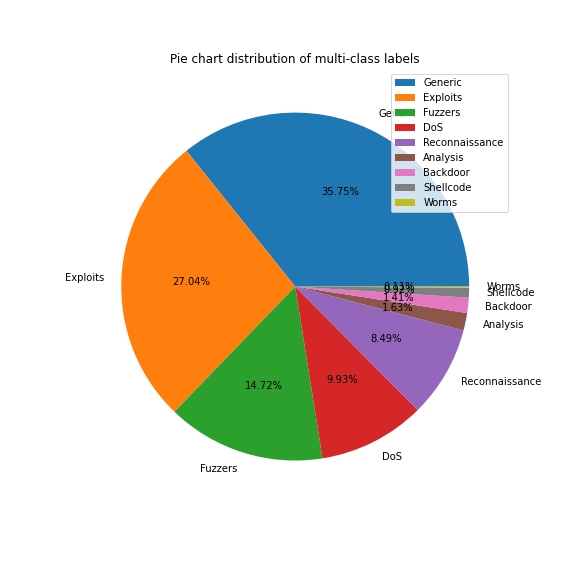 Pie chart distribution of multi-class labels
Generic
Exploits
Fuzzers
DoS
Reconnaissance
Analysis
Backdoor
Shellcode
Worms
35.75%
Exploits
27.04%
14.72%
Fuzzers
9.93%
DoS
8.49%
Reconnaissance
1.63%
Analysis
1.41%
Backdoor
Shellcode
0.11%
Worms